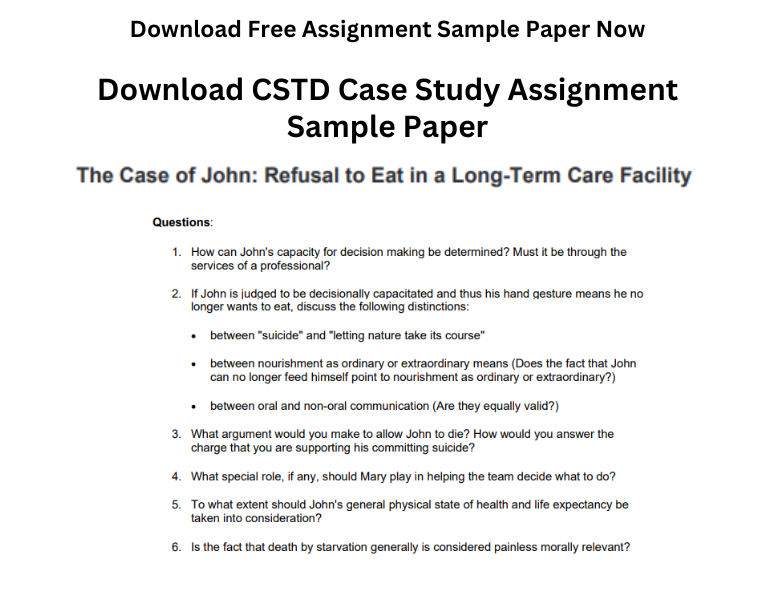 Download Free Assignment Sample Paper Now
Download CSTD Case Study Assignment
Sample Paper
The Case of John: Refusal to Eat in a Long-Term Care Facility
Questions:
1. How can John's capacity for decision making be determined? Must it be through the
services of a professional?
2. If John is judged to be decisionally capacitated and thus his hand gesture means he no
longer wants to eat, discuss the following distinctions:
• between "suicide" and "letting nature take its course"
• between nourishment as ordinary or extraordinary means (Does the fact that John
can no longer feed himself point to nourishment as ordinary or extraordinary?)
• between oral and non-oral communication (Are they equally valid?)
3. What argument would you make to allow John to die? How would you answer the
charge that you are supporting his committing suicide?
4. What special role, if any, should Mary play in helping the team decide what to do?
5. To what extent should John's general physical state of health and life expectancy be
taken into consideration?
6. Is the fact that death by starvation generally is considered painless morally relevant?